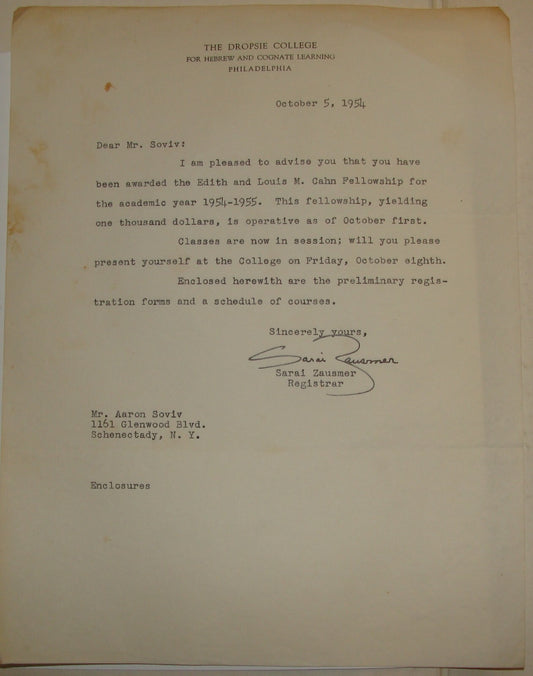 THE DROPSIE COLLEGE
FOR HEBREW AND COGNATE LEARNING
PHILADELPHIA
October 5, 1954
Dear Mr. Soviv:
I am pleased to advise you that you have
been awarded the Edith and Louis M. Cahn Fellowship for
the academic year 1954-1955. This fellowship, yielding
one thousand dollars, is operative as of October first.
Classes are now in session; will you please
present yourself at the College on Friday, October eighth.
Enclosed herewith are the preliminary regis-
tration forms and a schedule of courses.
Sincerely yours,
Sarai Zausmer
Sarai Zausmer
Registrar
Mr. Aaron Soviv
1161 Glenwood Blvd.
Schenectady, N. Y.
Enclosures